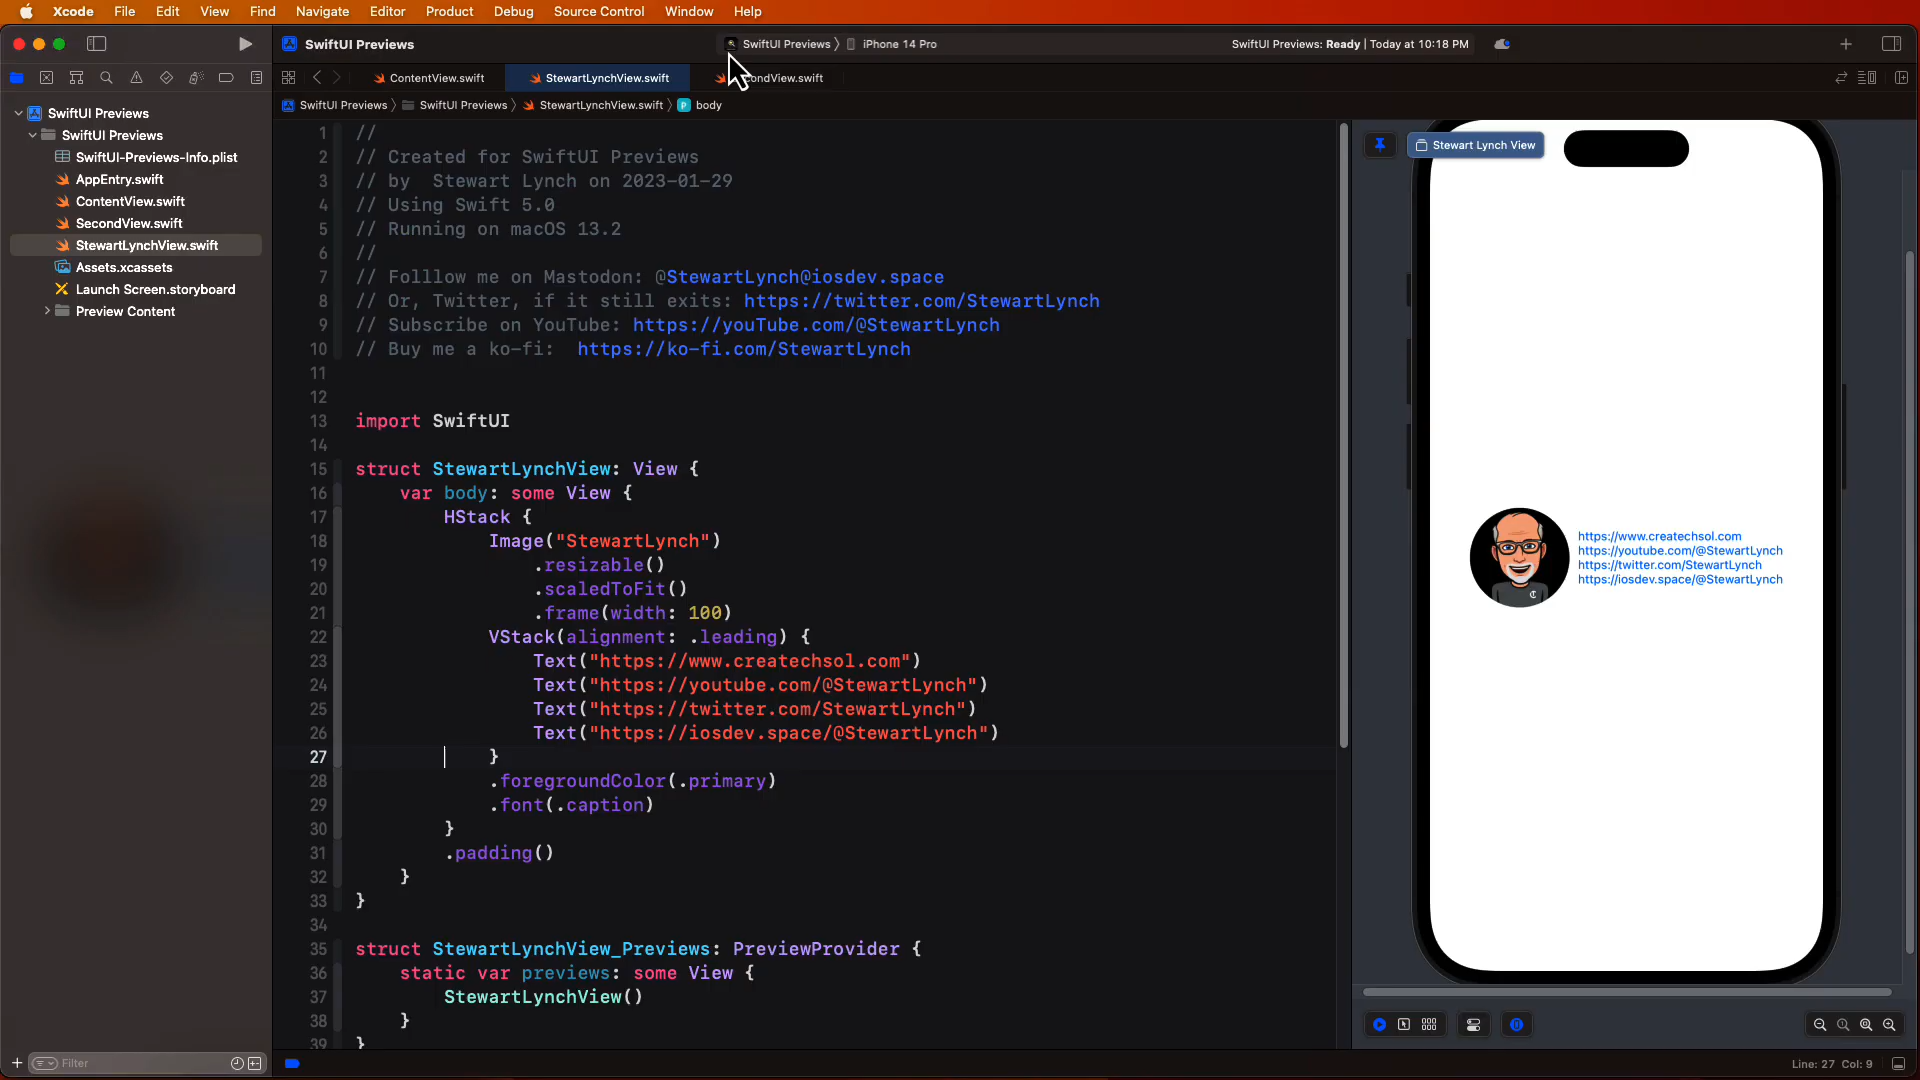 Xcode File Edit View Find Navigate Editor Product Debug Source Control Window Help
SwiftUI Previews
SwiftUI Previews
iPhone 14 Pro
SwiftUI Previews: Ready | Today at 10:18 PM
ContentView.swift
StewartLynchView.swift
ondView.swift
SwiftUI Previews
SwiftUI Previews
StewartLynchView.swift
P body
SwiftUI Previews
SwiftUI Previews
SwiftUI-Previews-Info.plist
AppEntry.swift
ContentView.swift
SecondView.swift
StewartLynchView.swift
Assets.xcassets
Launch Screen.storyboard
Preview Content
Filter
1 //
2 // Created for SwiftUI Previews
3 // by  Stewart Lynch on 2023-01-29
4 // Using Swift 5.0
5 // Running on macOS 13.2
6 //
7 // Folllow me on Mastodon: @StewartLynch@iosdev.space
8 // Or, Twitter, if it still exits: https://twitter.com/StewartLynch
9 // Subscribe on YouTube: https://youTube.com/@StewartLynch
10 // Buy me a ko-fi:  https://ko-fi.com/StewartLynch
11
12
13 import SwiftUI
14
15 struct StewartLynchView: View {
16     var body: some View {
17         HStack {
18             Image("StewartLynch")
19                 .resizable()
20                 .scaledToFit()
21                 .frame(width: 100)
22             VStack(alignment: .leading) {
23                 Text("https://www.createchsol.com")
24                 Text("https://youtube.com/@StewartLynch")
25                 Text("https://twitter.com/StewartLynch")
26                 Text("https://iosdev.space/@StewartLynch")
27             }
28             .foregroundColor(.primary)
29             .font(.caption)
30         }
31         .padding()
32     }
33 }
34
35 struct StewartLynchView_Previews: PreviewProvider {
36     static var previews: some View {
37         StewartLynchView()
38     }
39 }
Stewart Lynch View
https://www.createchsol.com
https://youtube.com/@StewartLynch
https://twitter.com/StewartLynch
https://iosdev.space/@StewartLynch
Line: 27 Col: 9